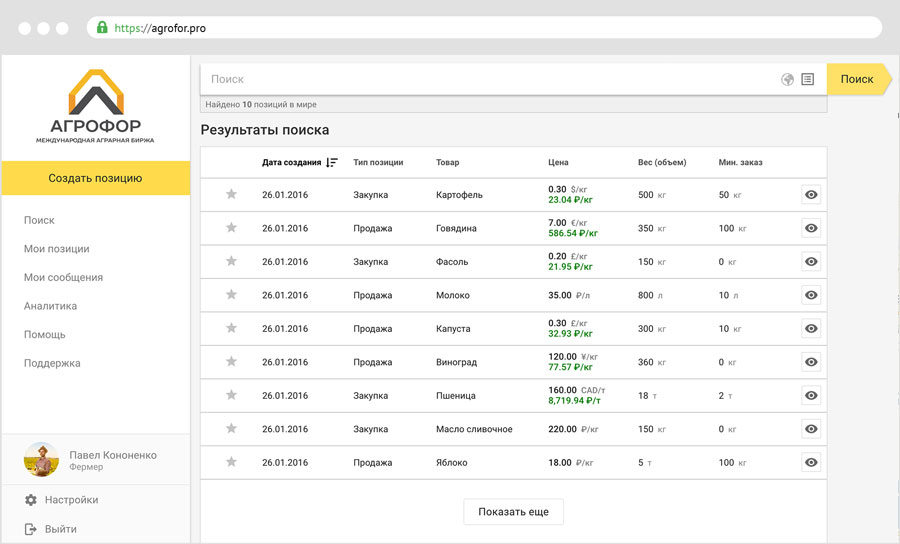 https://agrofor.pro
АГРОФОР
МЕЖДУНАРОДНАЯ АГРАРНАЯ БИРЖА
Создать позицию
Поиск
Мои позиции
Мои сообщения
Аналитика
Помощь
Поддержка
Павел Кононенко
Фермер
Настройки
Выйти
Поиск
Поиск
Найдено 10 позиций в мире
Результаты поиска
Дата создания Тип позиции Товар Цена Вес (объем) Мин. заказ
26.01.2016 Закупка Картофель 0.30 $/кг 500 кг 50 кг
23.04 ₽/кг
26.01.2016 Продажа Говядина 7.00 €/кг 350 кг 100 кг
586.54 ₽/кг
26.01.2016 Закупка Фасоль 0.20 £/кг 150 кг 0 кг
21.95 ₽/кг
26.01.2016 Продажа Молоко 35.00 ₽/л 800 л 10 л
26.01.2016 Продажа Капуста 0.30 £/кг 300 кг 10 кг
32.93 ₽/кг
26.01.2016 Продажа Виноград 120.00 ¥/кг 360 кг 0 кг
77.57 ₽/кг
26.01.2016 Закупка Пшеница 160.00 CAD/т 18 т 2 т
8,719.94 ₽/т
26.01.2016 Закупка Масло сливочное 220.00 ₽/кг 150 кг 0 кг
26.01.2016 Продажа Яблоко 18.00 ₽/кг 5 т 100 кг
Показать еще